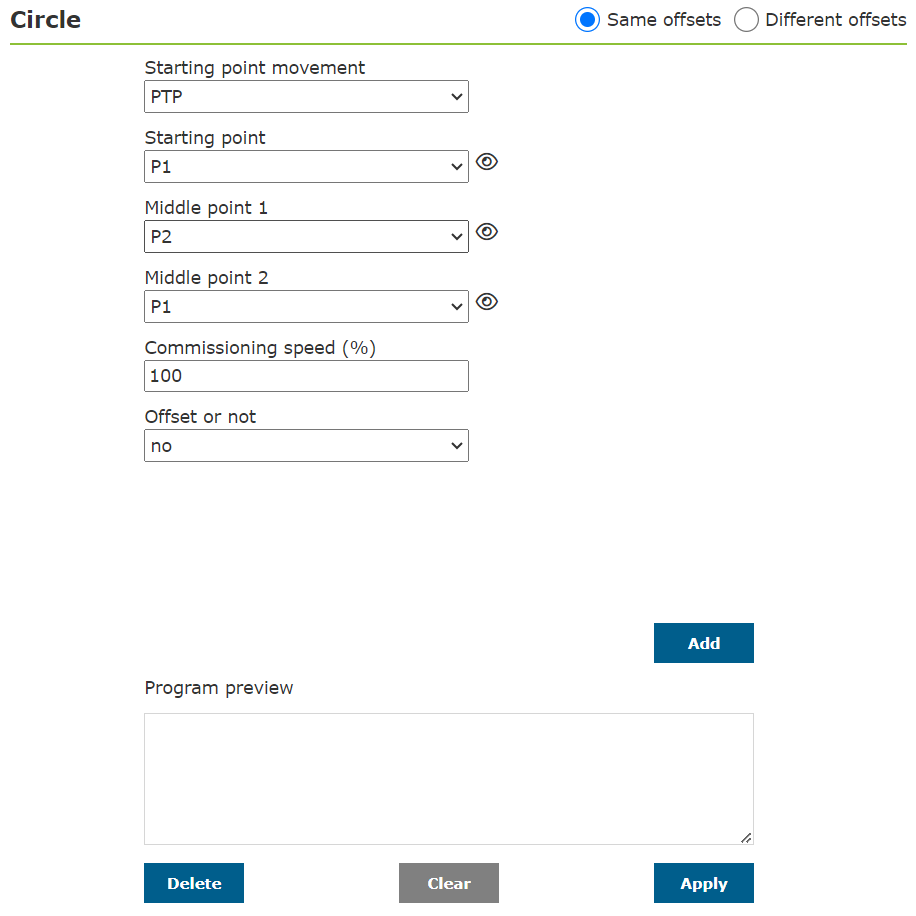 Circle
Same offsets
Different offsets
Starting point movement
PTP
Starting point
P1
Middle point 1
P2
Middle point 2
P1
Commissioning speed (%)
100
Offset or not
no
Add
Program preview
Delete
Clear
Apply